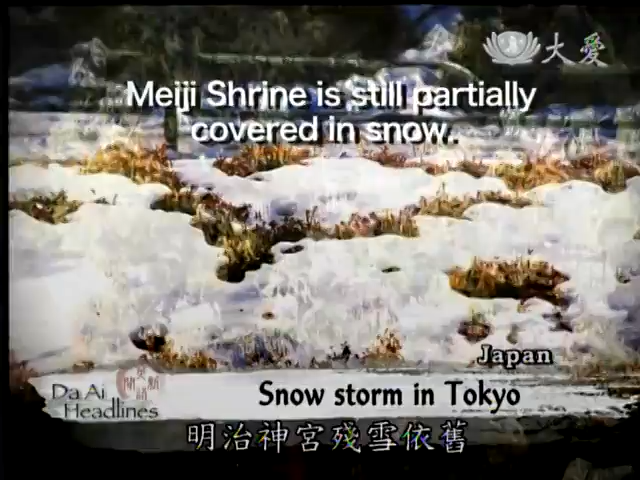 大愛
Meiji Shrine is still partially
covered in snow..
Japan
Da Ai
Headlines
Snow storm in Tokyo
明治神宮殘雪依舊